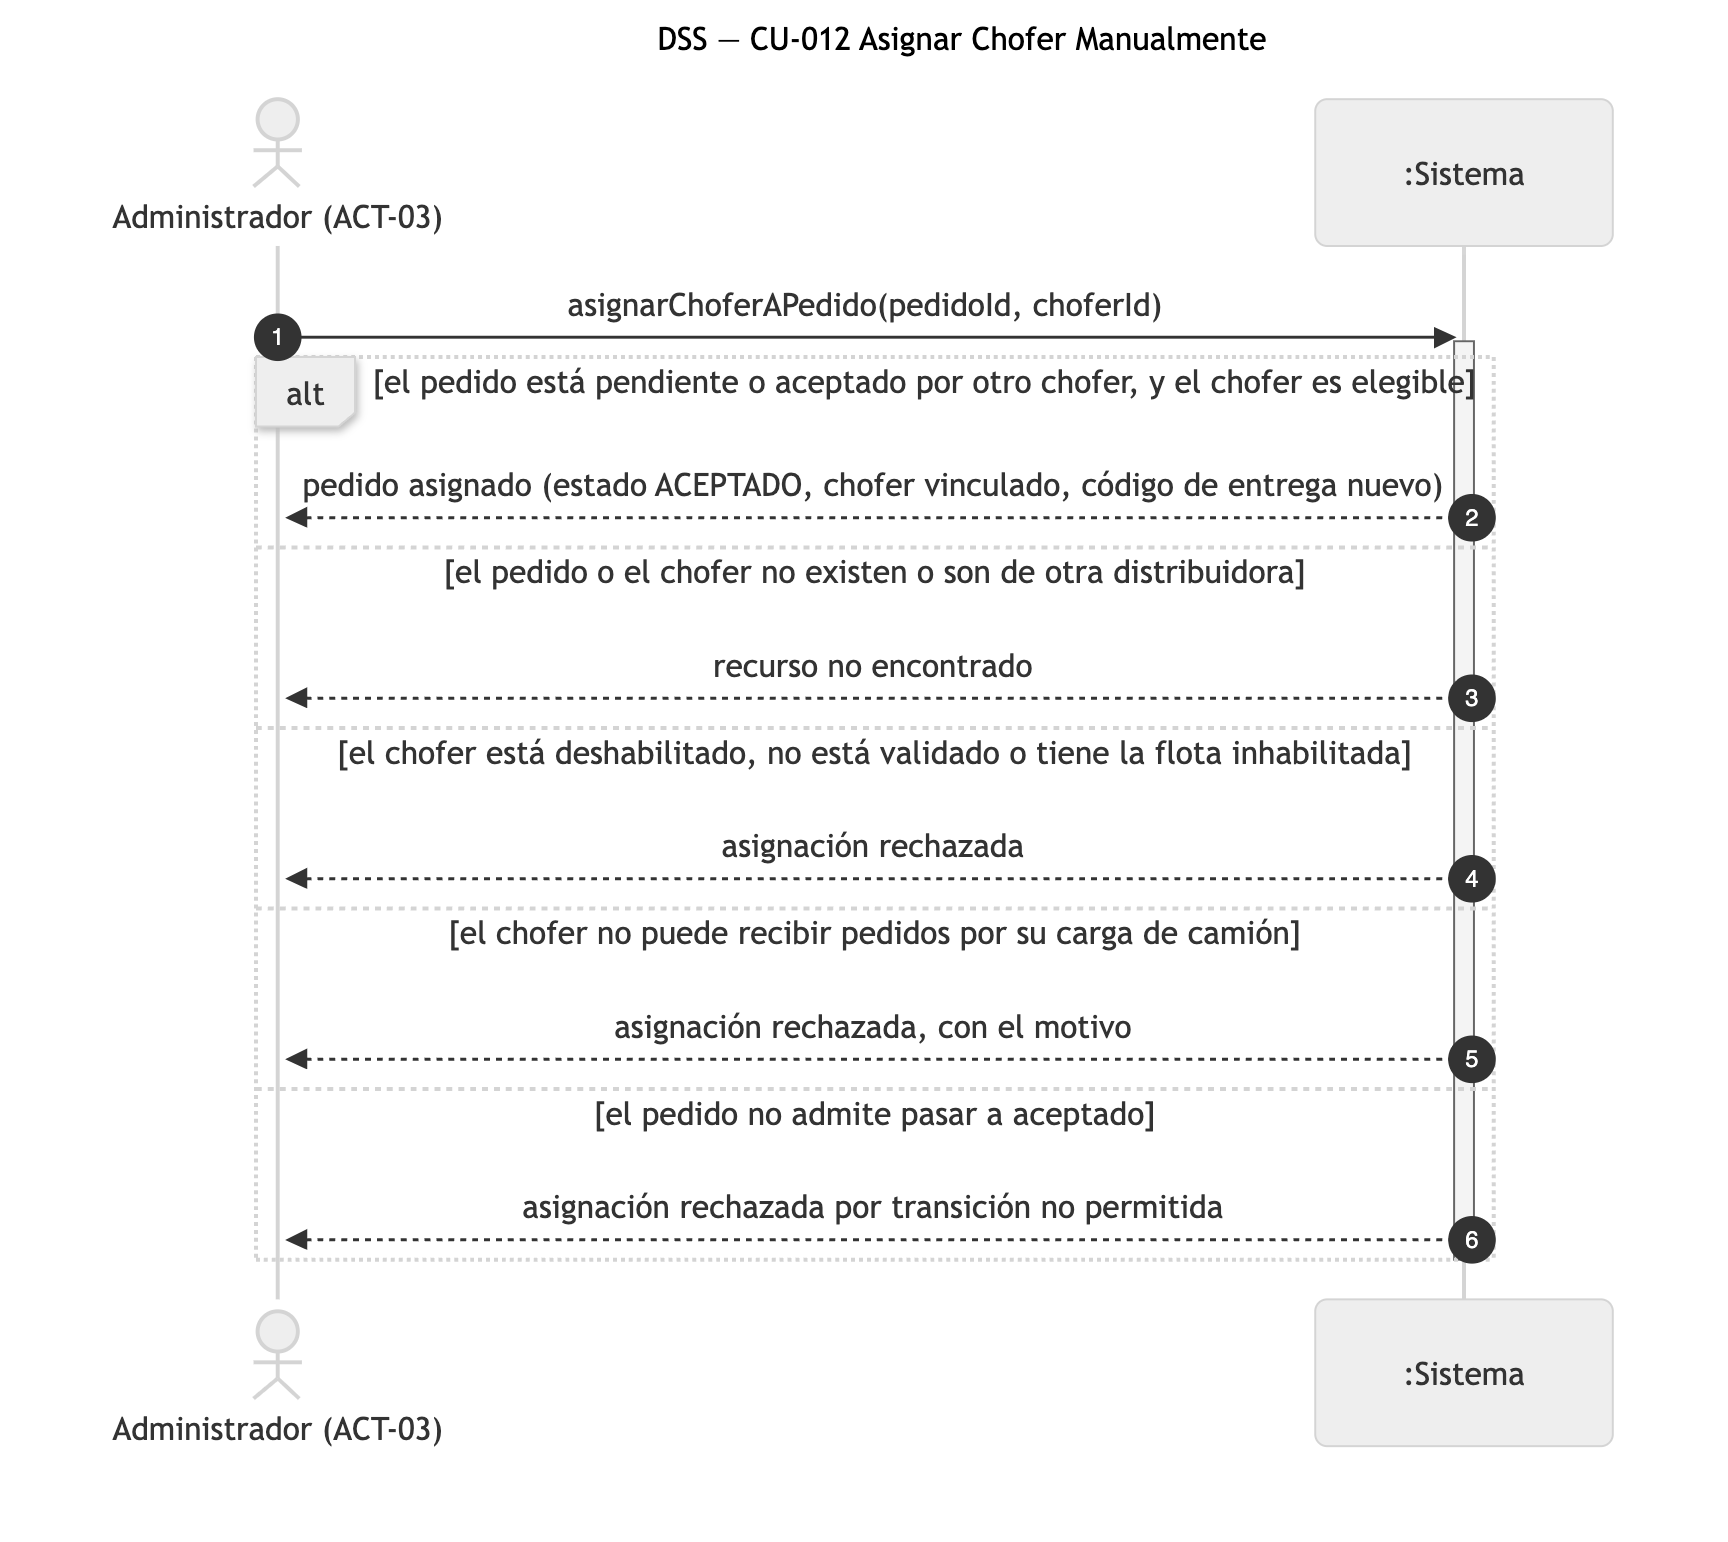 DSS — CU-012 Asignar Chofer Manualmente
:Sistema
Administrador (ACT-03)
asignarChoferAPedido(pedidoId, choferId)
1
alt
[el pedido está pendiente o aceptado por otro chofer, y el chofer es elegible]
pedido asignado (estado ACEPTADO, chofer vinculado, código de entrega nuevo)
2
[el pedido o el chofer no existen o son de otra distribuidora]
recurso no encontrado
3
[el chofer está deshabilitado, no está validado o tiene la flota inhabilitada]
asignación rechazada
4
[el chofer no puede recibir pedidos por su carga de camión]
asignación rechazada, con el motivo
5
[el pedido no admite pasar a aceptado]
asignación rechazada por transición no permitida
6
:Sistema
Administrador (ACT-03)